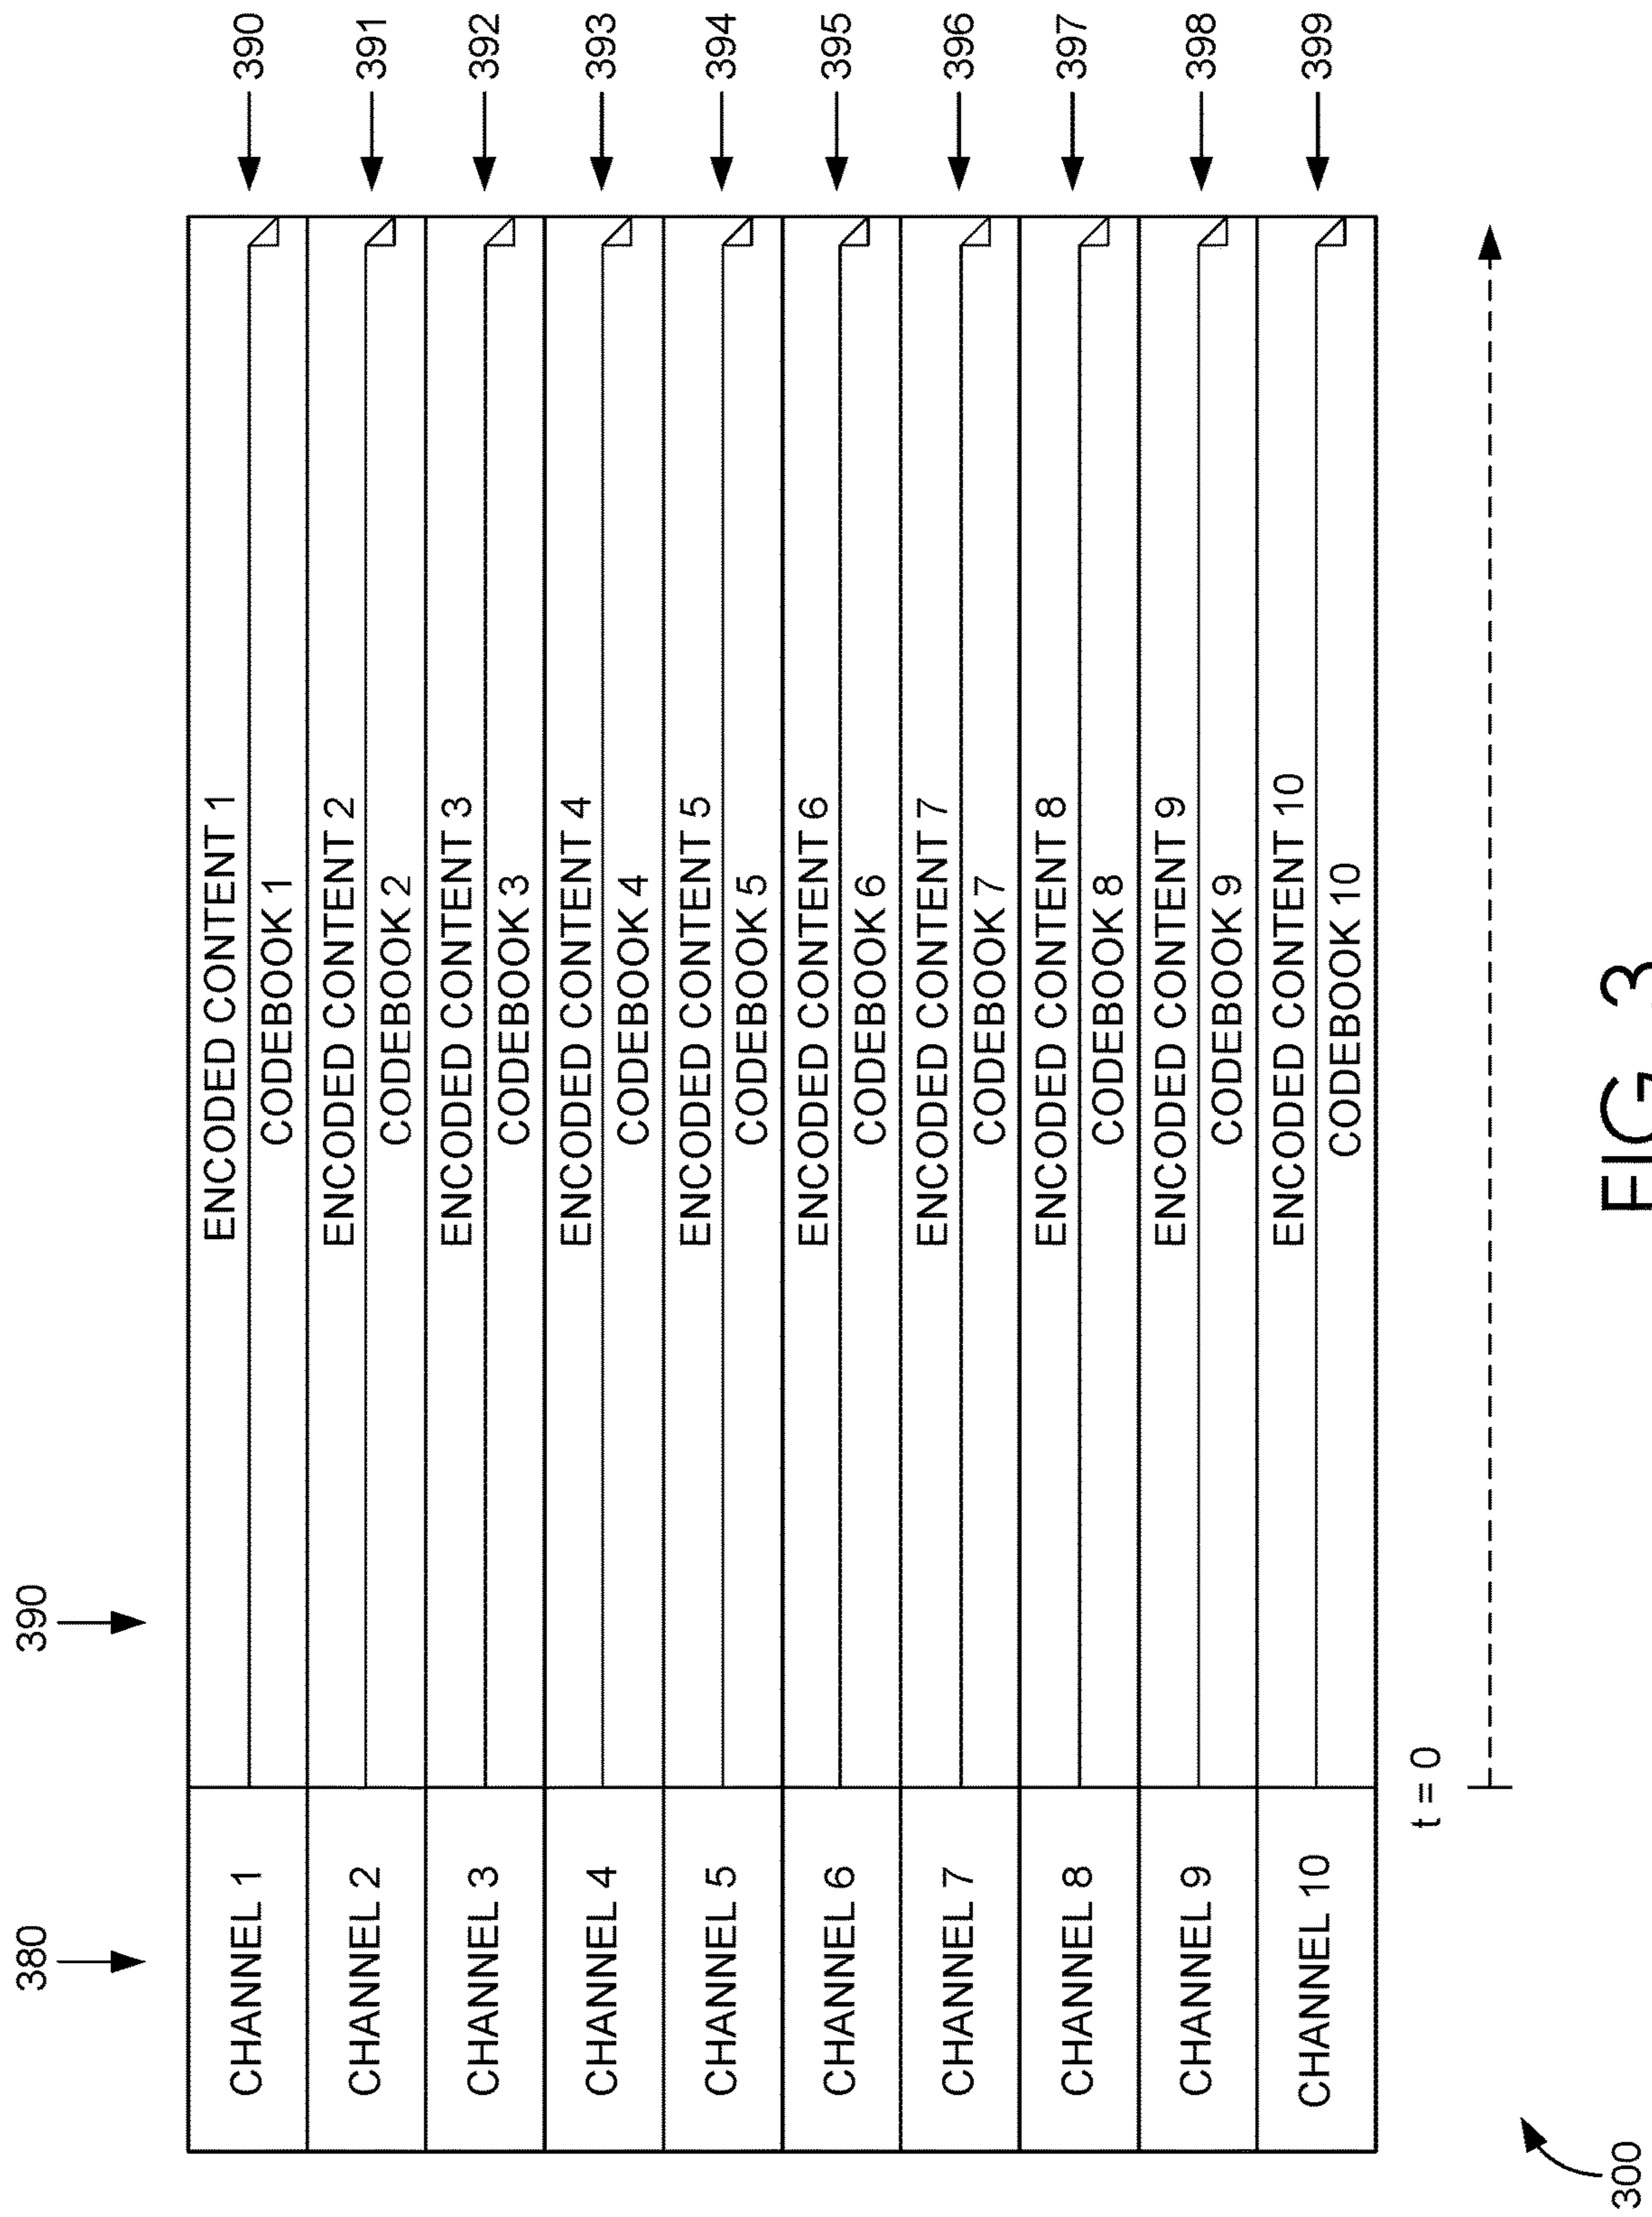 380
390
CHANNEL 1
ENCODED CONTENT 1
CODEBOOK 1
390
CHANNEL 2
ENCODED CONTENT 2
CODEBOOK 2
391
CHANNEL 3
ENCODED CONTENT 3
CODEBOOK 3
392
CHANNEL 4
ENCODED CONTENT 4
CODEBOOK 4
393
CHANNEL 5
ENCODED CONTENT 5
CODEBOOK 5
394
CHANNEL 6
ENCODED CONTENT 6
CODEBOOK 6
395
CHANNEL 7
ENCODED CONTENT 7
CODEBOOK 7
396
CHANNEL 8
ENCODED CONTENT 8
CODEBOOK 8
397
CHANNEL 9
ENCODED CONTENT 9
CODEBOOK 9
398
CHANNEL 10
ENCODED CONTENT 10
CODEBOOK 10
399
t = 0
300
FIG 3